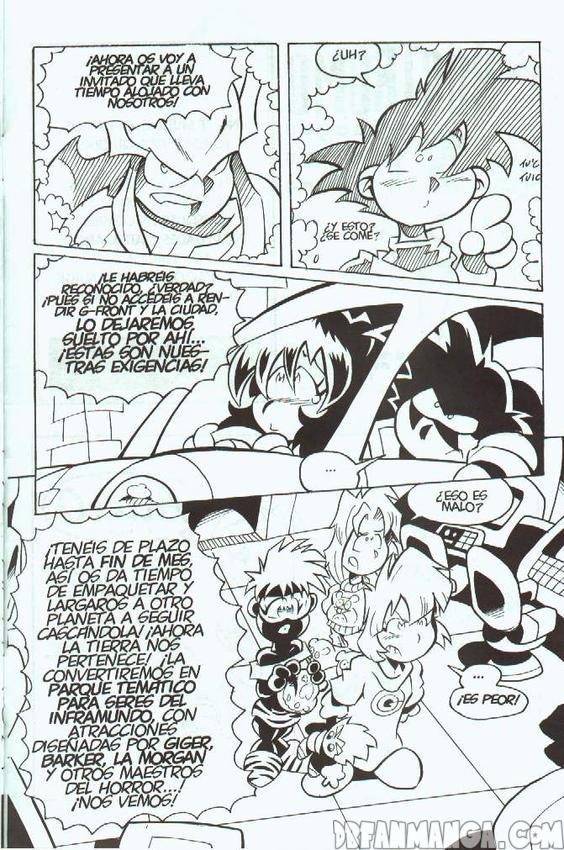 ¡AHORA OS VOY A
PRESENTAR A UN
INVITADO QUE LLEVA
TIEMPO ALOJADO CON
NOSOTROS!
¿UH?
TUIC
TUIC
¿Y ESTO?
¿SE COME?
¡LE HABREIS
RECONOCIDO, ¿VERDAD?
¡PUES SI NO ACCEDÉIS A REN-
DIR G-FRONT Y LA CIUDAD,
LO DEJAREMOS
SUELTO POR AHÍ...
¡ESTAS SON NUES-
TRAS EXIGENCIAS!
...
¿ESO ES
MALO?
¡TENÉIS DE PLAZO
HASTA FIN DE MES,
ASÍ OS DA TIEMPO
DE EMPAQUETAR Y
LARGAROS A OTRO
PLANETA A SEGUIR
CASCÁNDOLA! ¡AHORA
LA TIERRA NOS
PERTENECE! ¡LA
CONVERTIREMOS EN
PARQUE TEMÁTICO
PARA SERES DEL
INFRAMUNDO, CON
ATRACCIONES
DISEÑADAS POR GIGER,
BARKER, LA MORGAN
Y OTROS MAESTROS
DEL HORROR...!
¡NOS VEMOS!
...
¡ES PEOR!
DBFANMANGA.COM